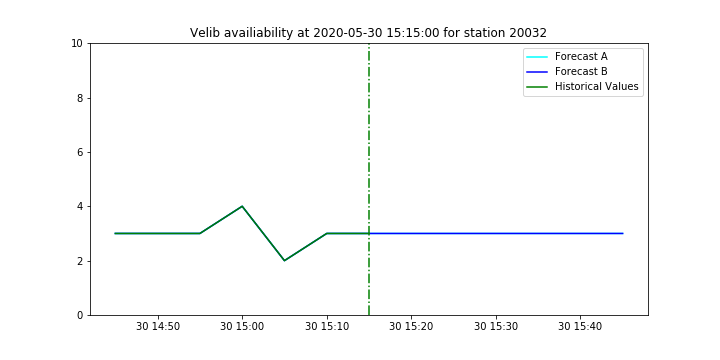 Velib availiability at 2020-05-30 15:15:00 for station 20032
10
8
6
4
2
0
Forecast A
Forecast B
Historical Values
30 14:50 30 15:00 30 15:10 30 15:20 30 15:30 30 15:40